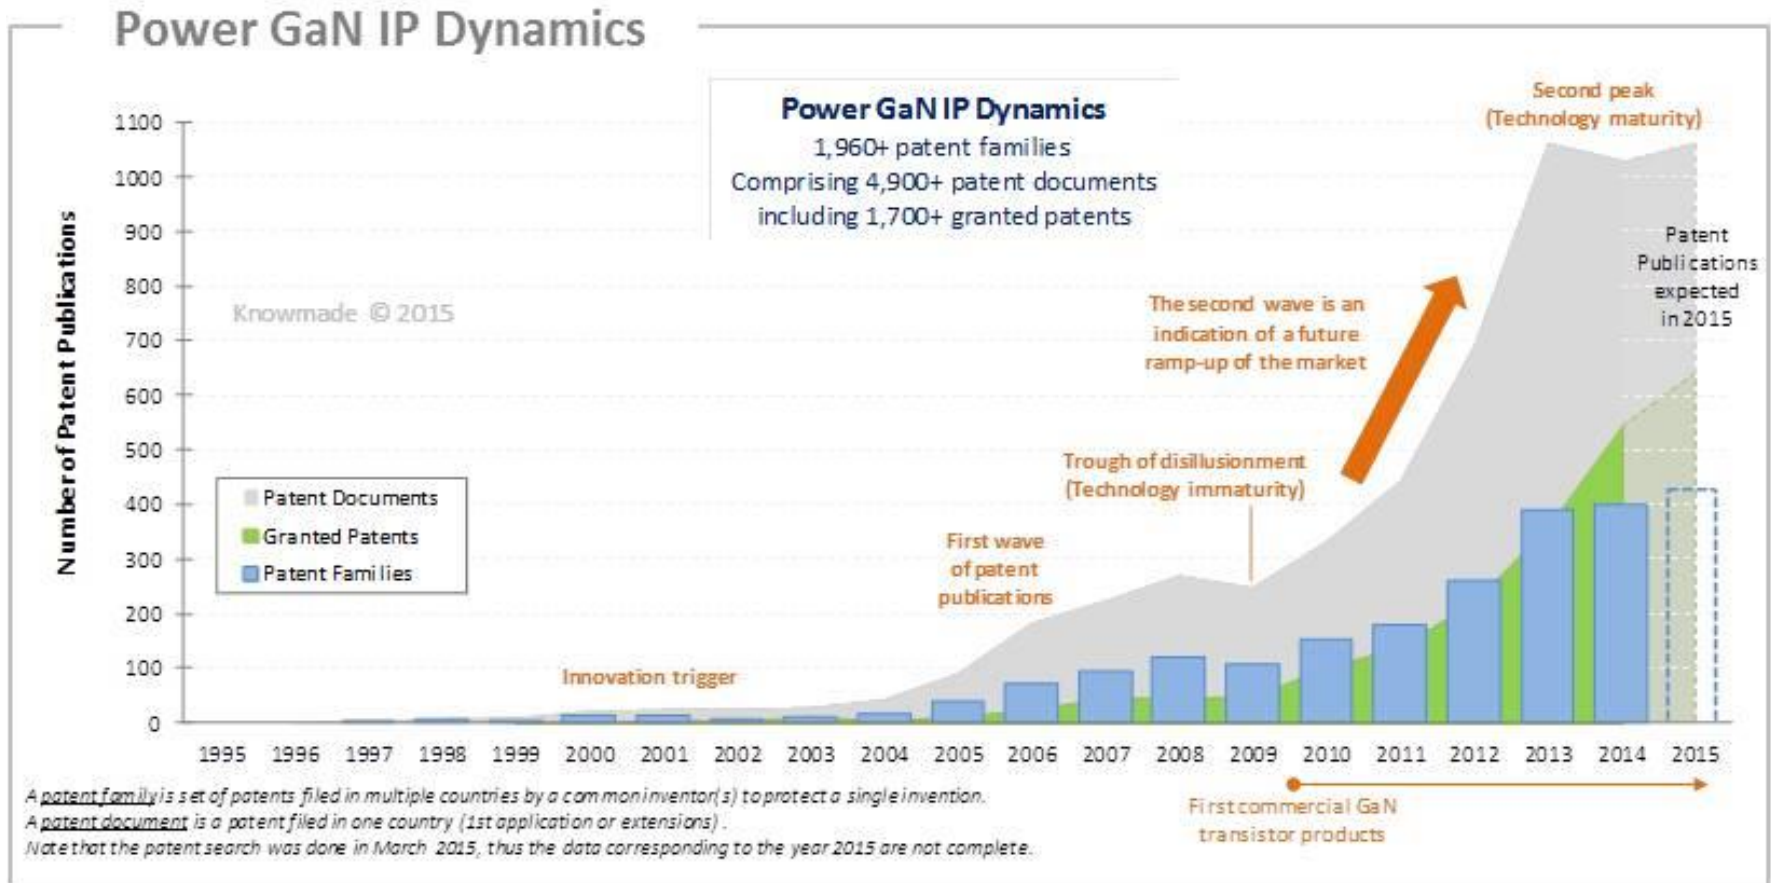 Power GaN IP Dynamics
Power GaN IP Dynamics
1,960+ patent families
Comprising 4,900+ patent documents
including 1,700+ granted patents
Second peak
(Technology maturity)
Number of Patent Publications
1100
1000
900
800
700
600
500
400
300
200
100
0
Knowmade © 2015
Patent
Publications
expected
in 2015
The second wave is an
indication of a future
ramp-up of the market
Trough of disillusionment
(Technology immaturity)
First wave
of patent
publications
Innovation trigger
Patent Documents
Granted Patents
Patent Families
1995 1996 1997 1998 1999 2000 2001 2002 2003 2004 2005 2006 2007 2008 2009 2010 2011 2012 2013 2014 2015
First commercial GaN
transistor products
A patent family is set of patents filed in multiple countries by a common inventor(s) to protect a single invention.
A patent document is a patent filed in one country (1st application or extensions) .
Note that the patent search was done in March 2015, thus the data corresponding to the year 2015 are not complete.